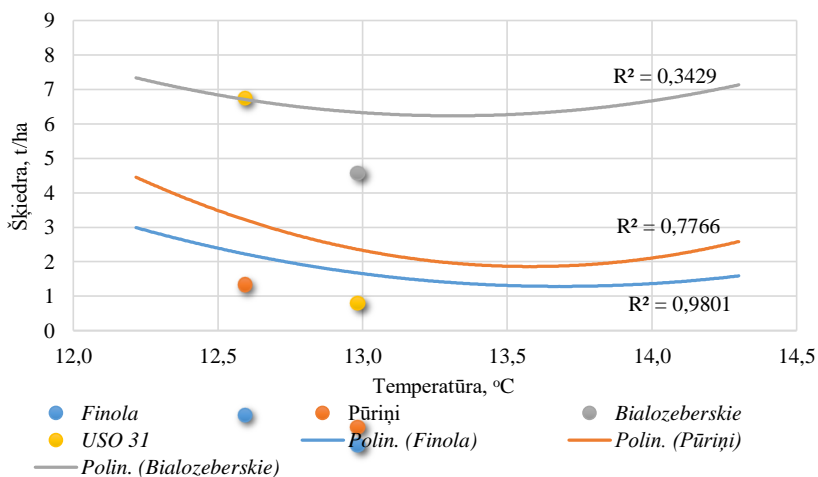 9
8
7
6
5
4
3
2
1
0
Šķiedra, t/ha
R² = 0,3429
R² = 0,7766
R² = 0,9801
12,0 12,5 13,0 13,5 14,0 14,5
Temperatūra, ºC
Finola Pūriņi Bialozeberskie
USO 31 Polin. (Finola) Polin. (Pūriņi)
Polin. (Bialozeberskie)